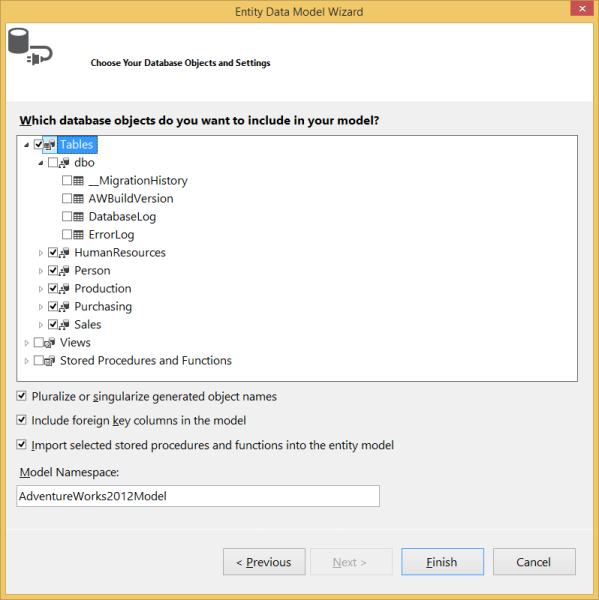 Entity Data Model Wizard
Choose Your Database Objects and Settings
Which database objects do you want to include in your model?
Tables
dbo
__MigrationHistory
AWBuildVersion
DatabaseLog
ErrorLog
HumanResources
Person
Production
Purchasing
Sales
Views
Stored Procedures and Functions
Pluralize or singularize generated object names
Include foreign key columns in the model
Import selected stored procedures and functions into the entity model
Model Namespace:
AdventureWorks2012Model
< Previous Next > Finish Cancel